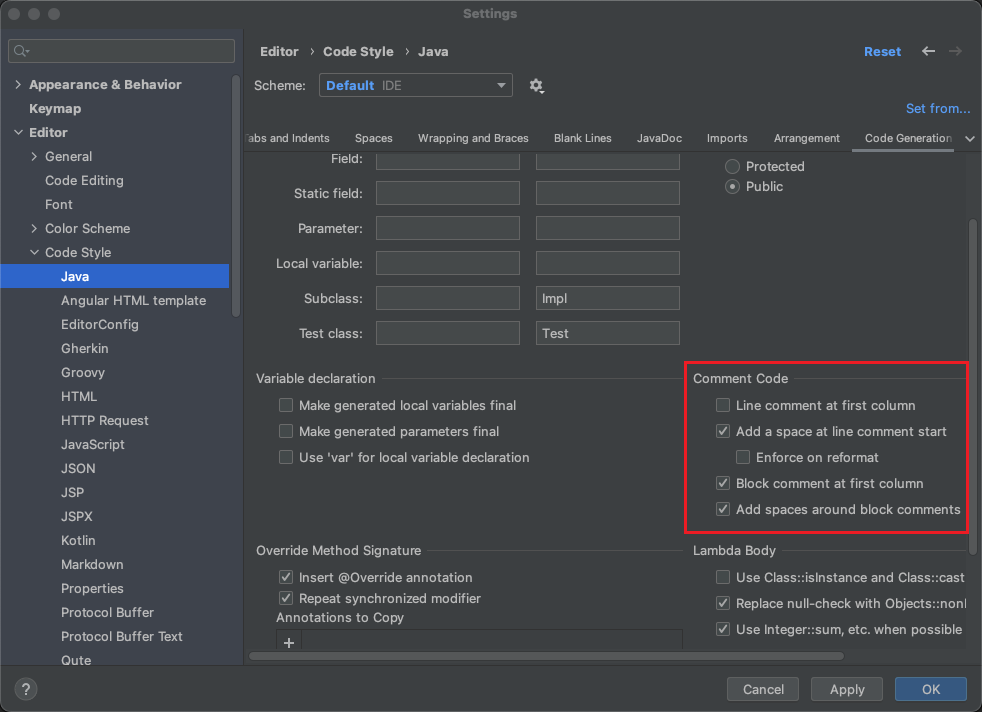 Settings
Editor › Code Style › Java
Reset
Scheme: Default IDE
Set from...
Tabs and Indents Spaces Wrapping and Braces Blank Lines JavaDoc Imports Arrangement Code Generation
Appearance & Behavior
Keymap
Editor
General
Code Editing
Font
Color Scheme
Code Style
Java
Angular HTML template
EditorConfig
Gherkin
Groovy
HTML
HTTP Request
JavaScript
JSON
JSP
JSPX
Kotlin
Markdown
Properties
Protocol Buffer
Protocol Buffer Text
Qute
Field:
Static field:
Parameter:
Local variable:
Subclass: Impl
Test class: Test
Protected
Public
Variable declaration
Make generated local variables final
Make generated parameters final
Use 'var' for local variable declaration
Comment Code
Line comment at first column
Add a space at line comment start
Enforce on reformat
Block comment at first column
Add spaces around block comments
Override Method Signature
Insert @Override annotation
Repeat synchronized modifier
Annotations to Copy
+
Lambda Body
Use Class::isInstance and Class::cast
Replace null-check with Objects::nonl
Use Integer::sum, etc. when possible
?
Cancel Apply OK